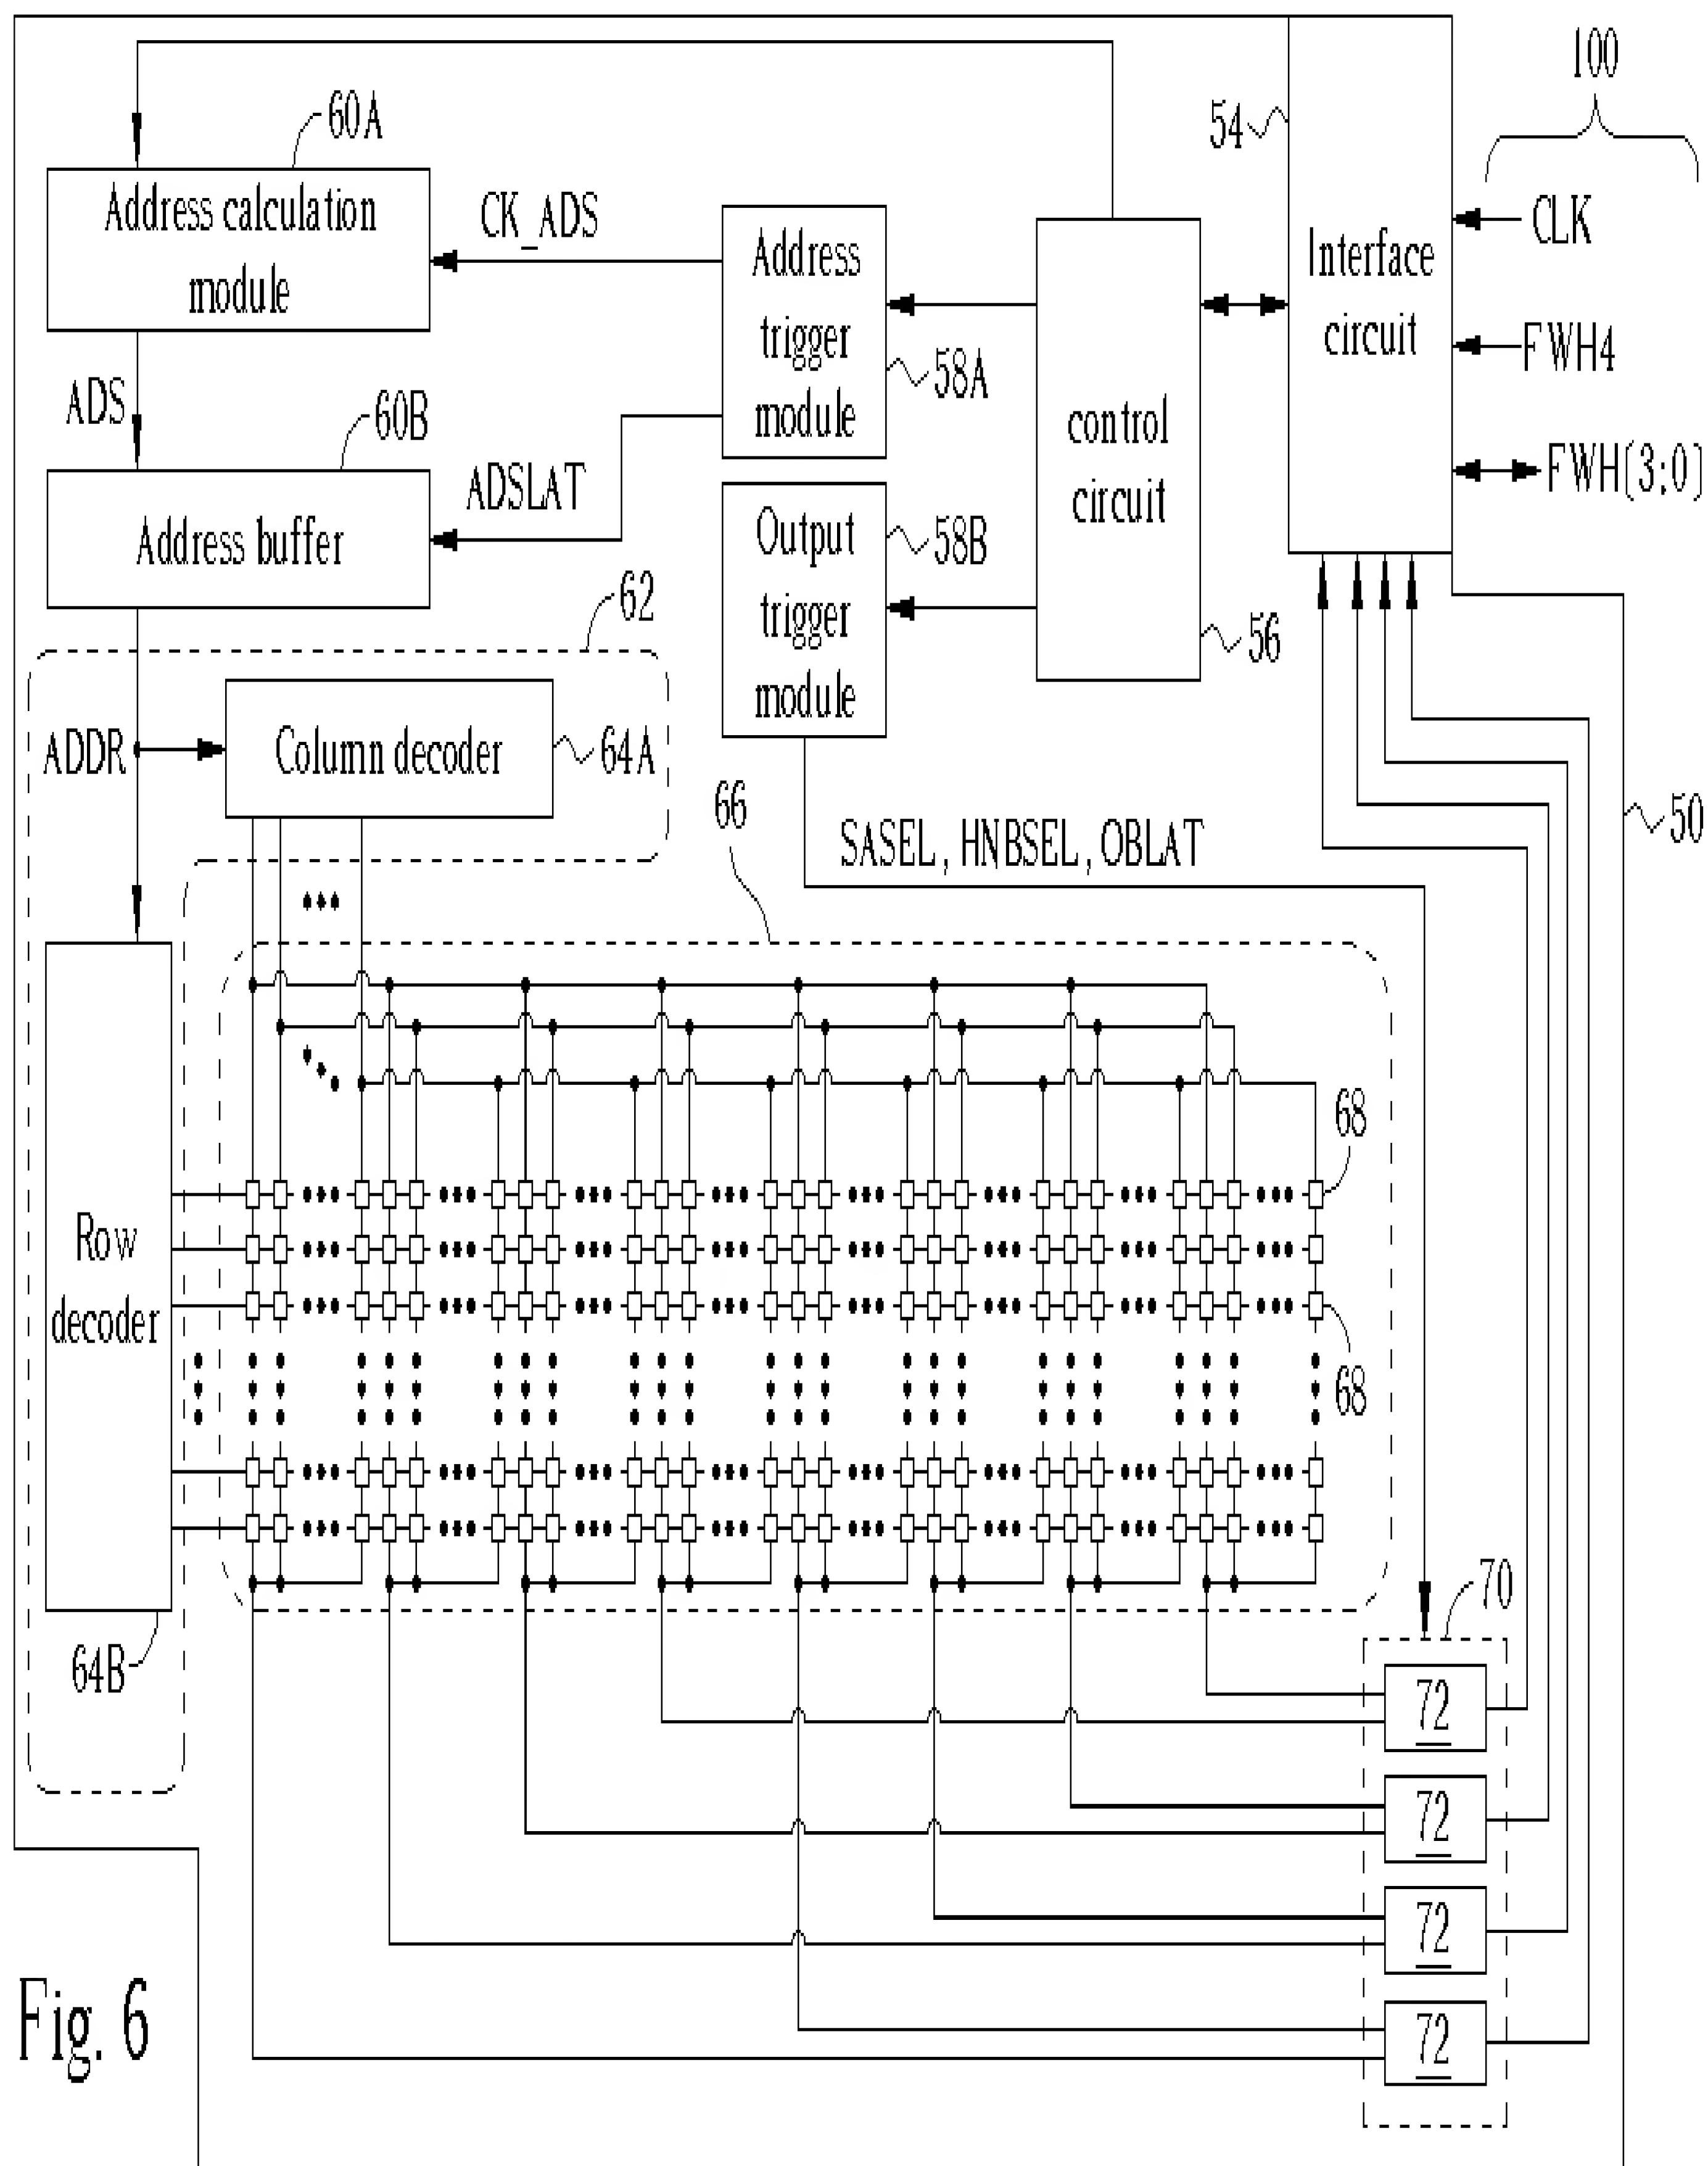 100
54
60A
CLK
Address calculation
module
CK_ADS
Address
trigger
module
Interface
circuit
FWH4
58A
ADS
60B
control
circuit
FWH(3:0)
ADSLAT
Address buffer
Output
trigger
module
58B
62
56
ADDR
Column decoder
64A
66
50
SASEL, HNBSEL, OBLAT
68
Row
decoder
68
70
64B
72
72
72
72
Fig. 6